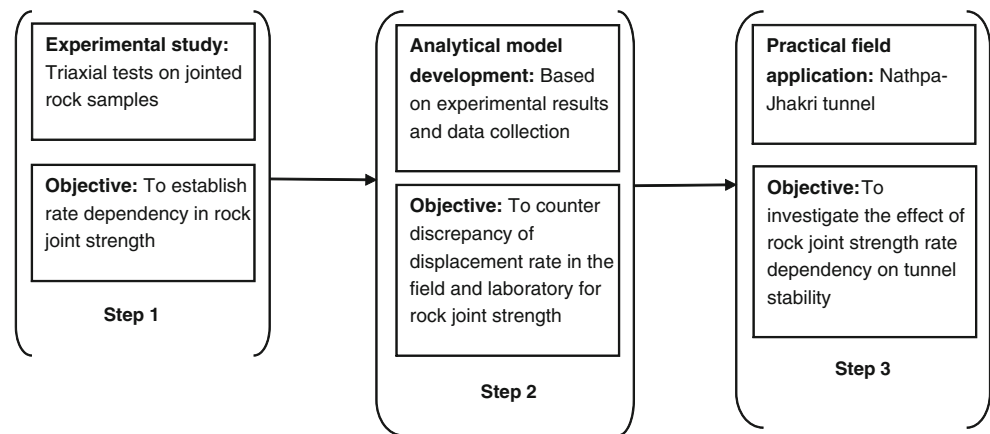 Experimental study:
Triaxial tests on jointed
rock samples
Objective: To establish
rate dependency in rock
joint strength
Step 1
Analytical model
development: Based
on experimental results
and data collection
Objective: To counter
discrepancy of
displacement rate in the
field and laboratory for
rock joint strength
Step 2
Practical field
application: Nathpa-
Jhakri tunnel
Objective:To
investigate the effect of
rock joint strength rate
dependency on tunnel
stability
Step 3